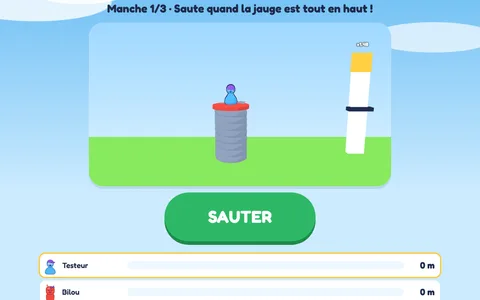 Manche 1/3 · Saute quand la jauge est tout en haut !
SAUTER
Testeur 0 m
Bilou 0 m